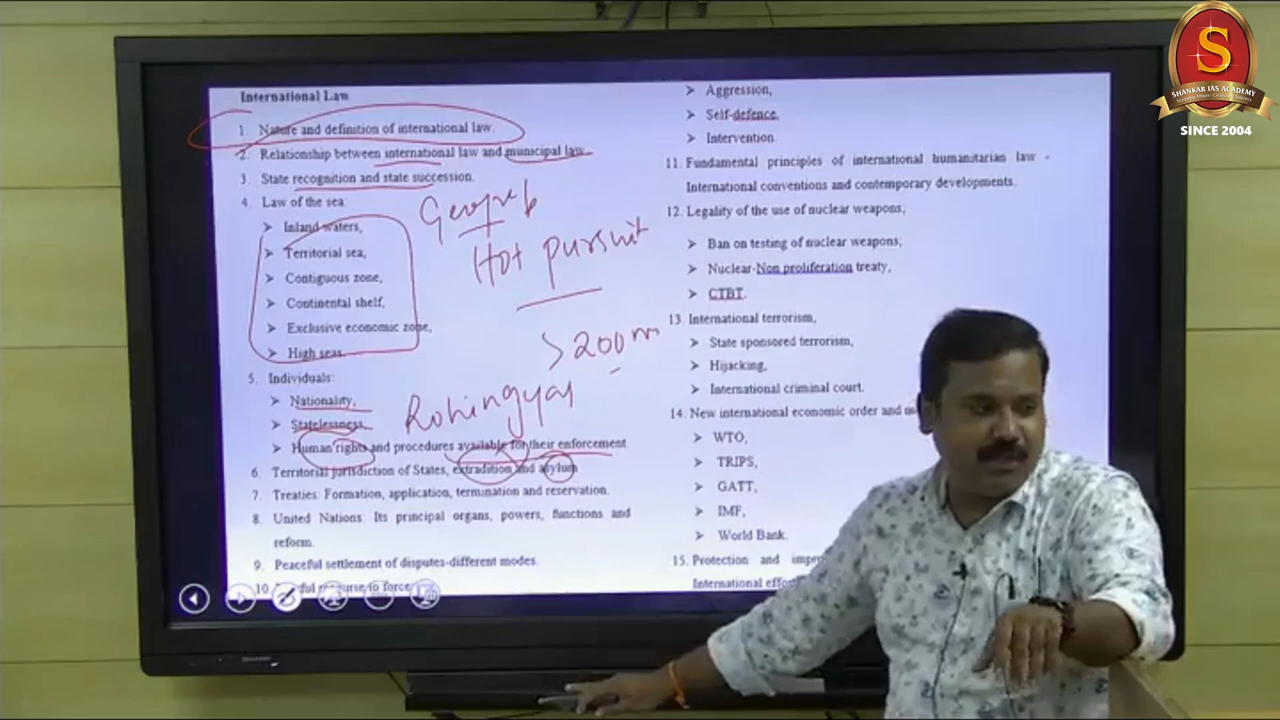 International Law
1. Nature and definition of international law.
2. Relationship between international law and municipal law.
3. State recognition and state succession.
4. Law of the sea:
➤ Inland waters,
➤ Territorial sea,
➤ Contiguous zone,
➤ Continental shelf,
➤ Exclusive economic zone,
➤ High seas.
Hot pursuit
>200m
5. Individuals:
➤ Nationality,
➤ Statelessness,
Rohingyas
➤ Human rights and procedures available for their enforcement.
6. Territorial jurisdiction of States, extradition and asylum
7. Treaties: Formation, application, termination and reservation.
8. United Nations: Its principal organs, powers, functions and
reform.
9. Peaceful settlement of disputes-different modes.
10. recourse to force:
➤ Aggression,
➤ Self-defence,
➤ Intervention.
11. Fundamental principles of international humanitarian law -
International conventions and contemporary developments.
12. Legality of the use of nuclear weapons,
➤ Ban on testing of nuclear weapons;
➤ Nuclear-Non proliferation treaty,
➤ CTBT.
13. International terrorism,
➤ State sponsored terrorism,
➤ Hijacking,
➤ International criminal court.
14. New international economic order and
➤ WTO,
➤ TRIPS,
➤ GATT,
➤ IMF,
➤ World Bank.
15. Protection and
International
SHARP
S
SHANKAR IAS ACADEMY
SINCE 2004